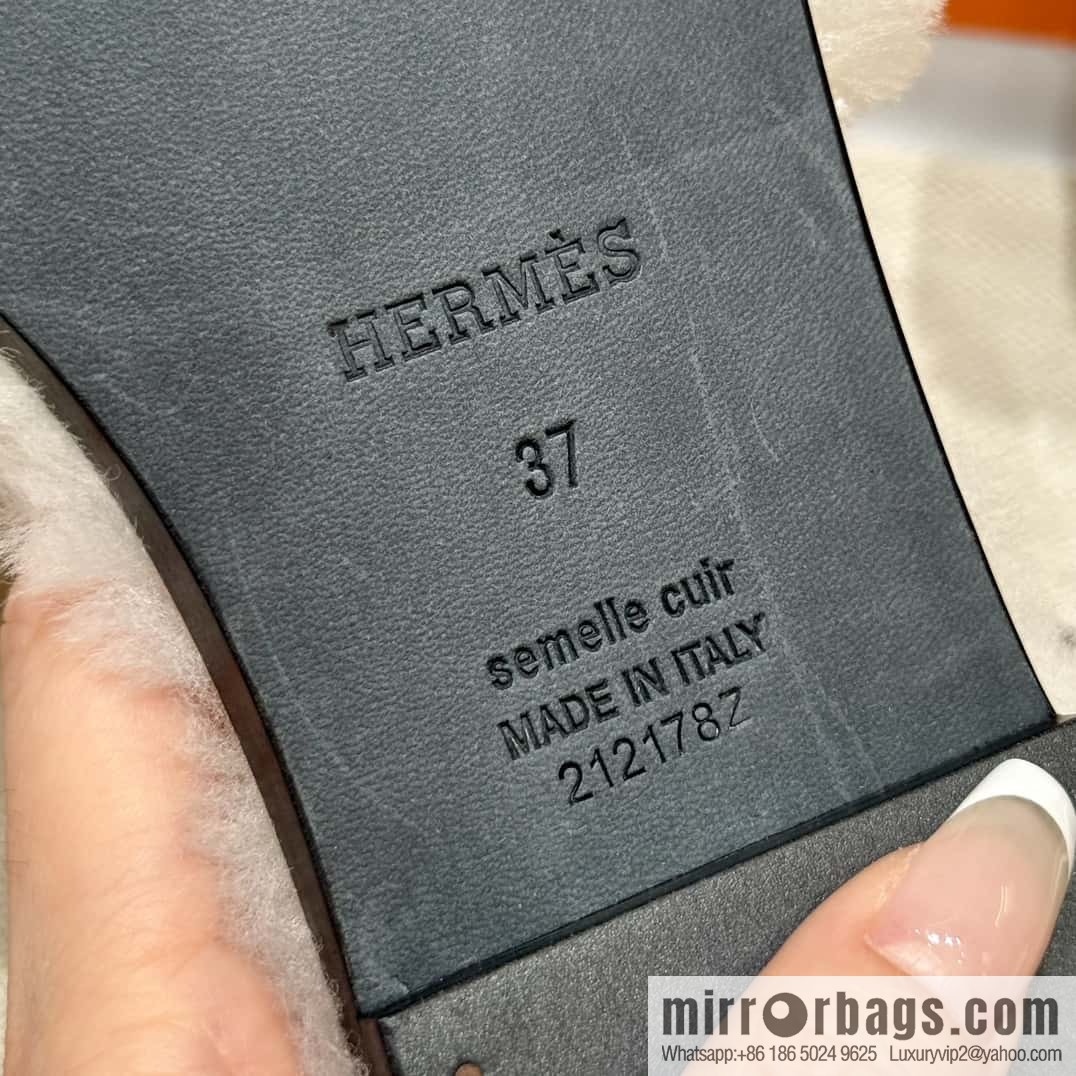 HERMÈS
37
semelle cuir
MADE IN ITALY
212178Z
mirrorbags.com
Whatsapp:+86 186 5024 9625 Luxuryvip2@yahoo.com